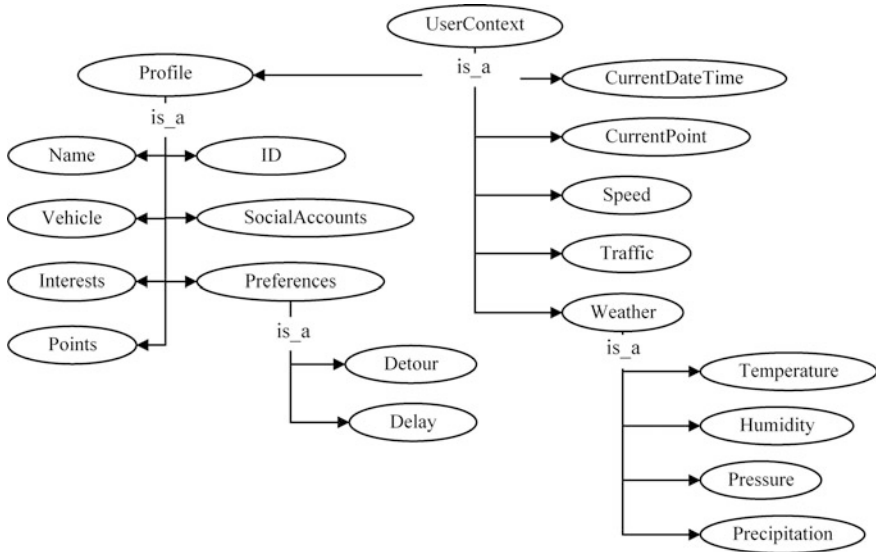 UserContext
is_a
Profile
CurrentDateTime
is_a
CurrentPoint
Name
ID
Speed
Vehicle
SocialAccounts
Traffic
Interests
Preferences
Weather
is_a
Points
is_a
Detour
Temperature
Delay
Humidity
Pressure
Precipitation